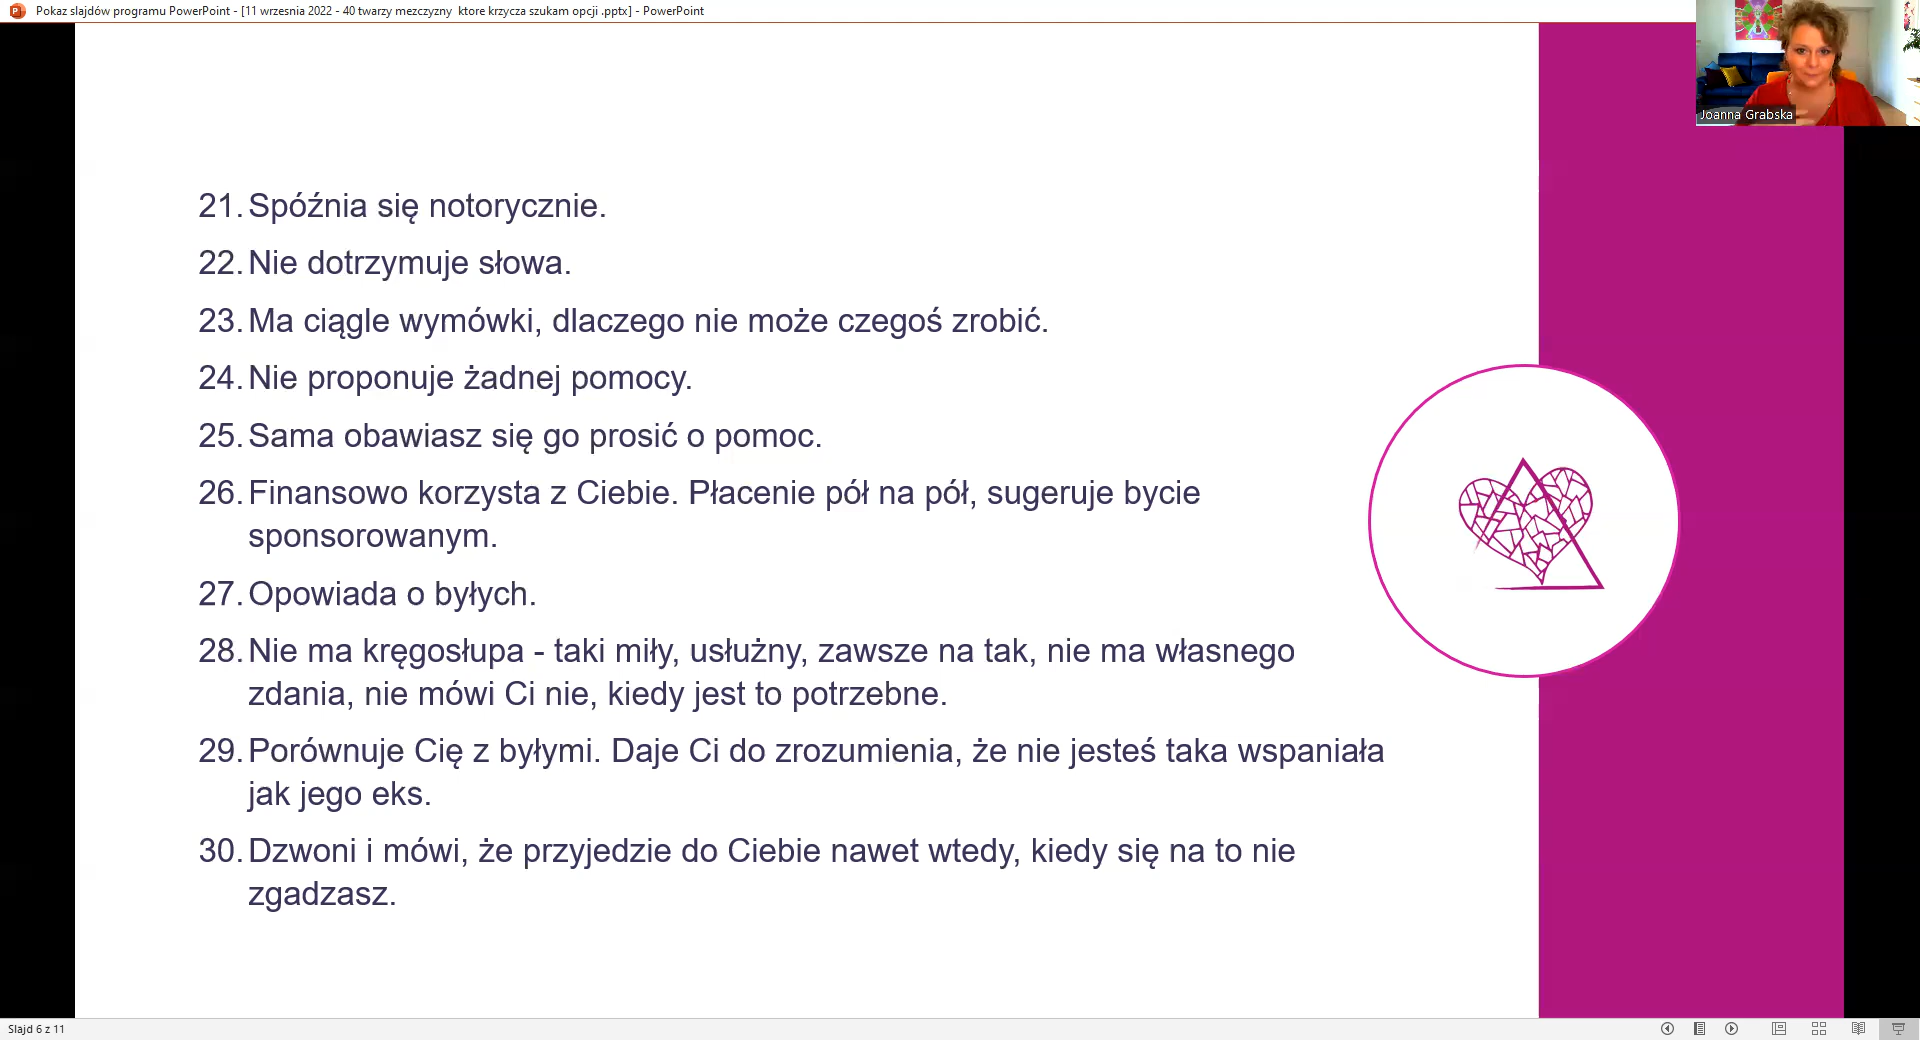 Pokaz slajdów programu PowerPoint - [11 wrzesnia 2022 - 40 twarzy mezczyzny  ktore krzycza szukam opcji .pptx] - PowerPoint
Joanna Grabska
21. Spóźnia się notorycznie.
22. Nie dotrzymuje słowa.
23. Ma ciągle wymówki, dlaczego nie może czegoś zrobić.
24. Nie proponuje żadnej pomocy.
25. Sama obawiasz się go prosić o pomoc.
26. Finansowo korzysta z Ciebie. Płacenie pół na pół, sugeruje bycie
sponsorowanym.
27. Opowiada o byłych.
28. Nie ma kręgosłupa - taki miły, usłużny, zawsze na tak, nie ma własnego
zdania, nie mówi Ci nie, kiedy jest to potrzebne.
29. Porównuje Cię z byłymi. Daje Ci do zrozumienia, że nie jesteś taka wspaniała
jak jego eks.
30. Dzwoni i mówi, że przyjedzie do Ciebie nawet wtedy, kiedy się na to nie
zgadzasz.
Slajd 6 z 11